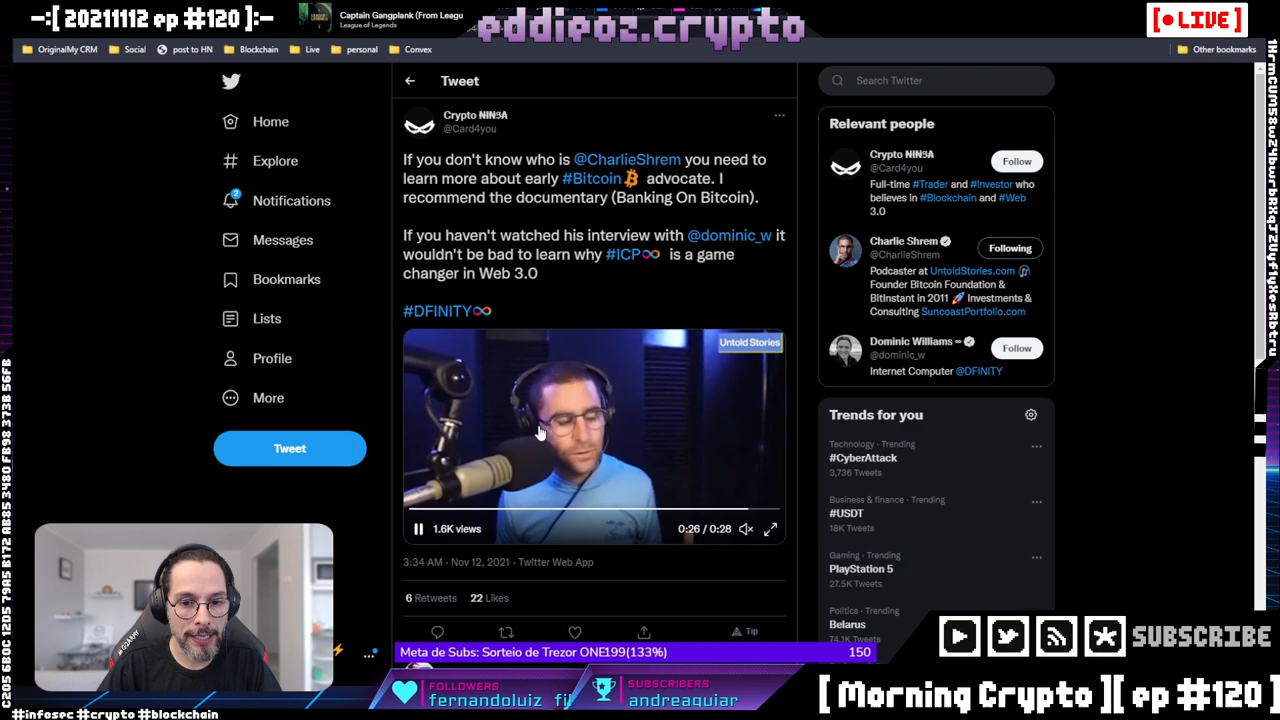 -:[ 20211112 ep #120 ]:-
Captain Gangplank (From Leagu
League of Legends
eddieoz.crypto
[ • LIVE ]
OriginalMy CRM
Social
post to HN
Blockchain
Live
personal
Convex
Other bookmarks
Home
Explore
2
Notifications
Messages
Bookmarks
Lists
Profile
More
Tweet
Tweet
Crypto NIN3A
@Card4you
If you don't know who is @CharlieShrem you need to
learn more about early #Bitcoin advocate. I
recommend the documentary (Banking On Bitcoin).
If you haven't watched his interview with @dominic_w it
wouldn't be bad to learn why #ICP is a game
changer in Web 3.0
#DFINITY
Untold Stories
1.6K views
0:26 / 0:28
3:34 AM · Nov 12, 2021 · Twitter Web App
6 Retweets 22 Likes
Tip
Search Twitter
Relevant people
Crypto NIN3A
@Card4you
Follow
Full-time #Trader and #Investor who
believes in #Blockchain and #Web
3.0
Charlie Shrem
@CharlieShrem
Following
Podcaster at UntoldStories.com
Founder Bitcoin Foundation &
BitInstant in 2011 Investments &
Consulting SuncoastPortfolio.com
Dominic Williams ∞
@dominic_w
Follow
Internet Computer @DFINITY
Trends for you
Technology · Trending
#CyberAttack
3,736 Tweets
Business & finance · Trending
#USDT
18K Tweets
Gaming · Trending
PlayStation 5
27.5K Tweets
Politics · Trending
Belarus
74.1K Tweets
Meta de Subs: Sorteio de Trezor ONE199(133%)
150
FOLLOWERS
fernandoluiz_fil
SUBSCRIBERS
andreaquiar
SUBSCRIBE
[ Morning Crypto ][ ep #120 ]
#infosec #crypto #blockchain